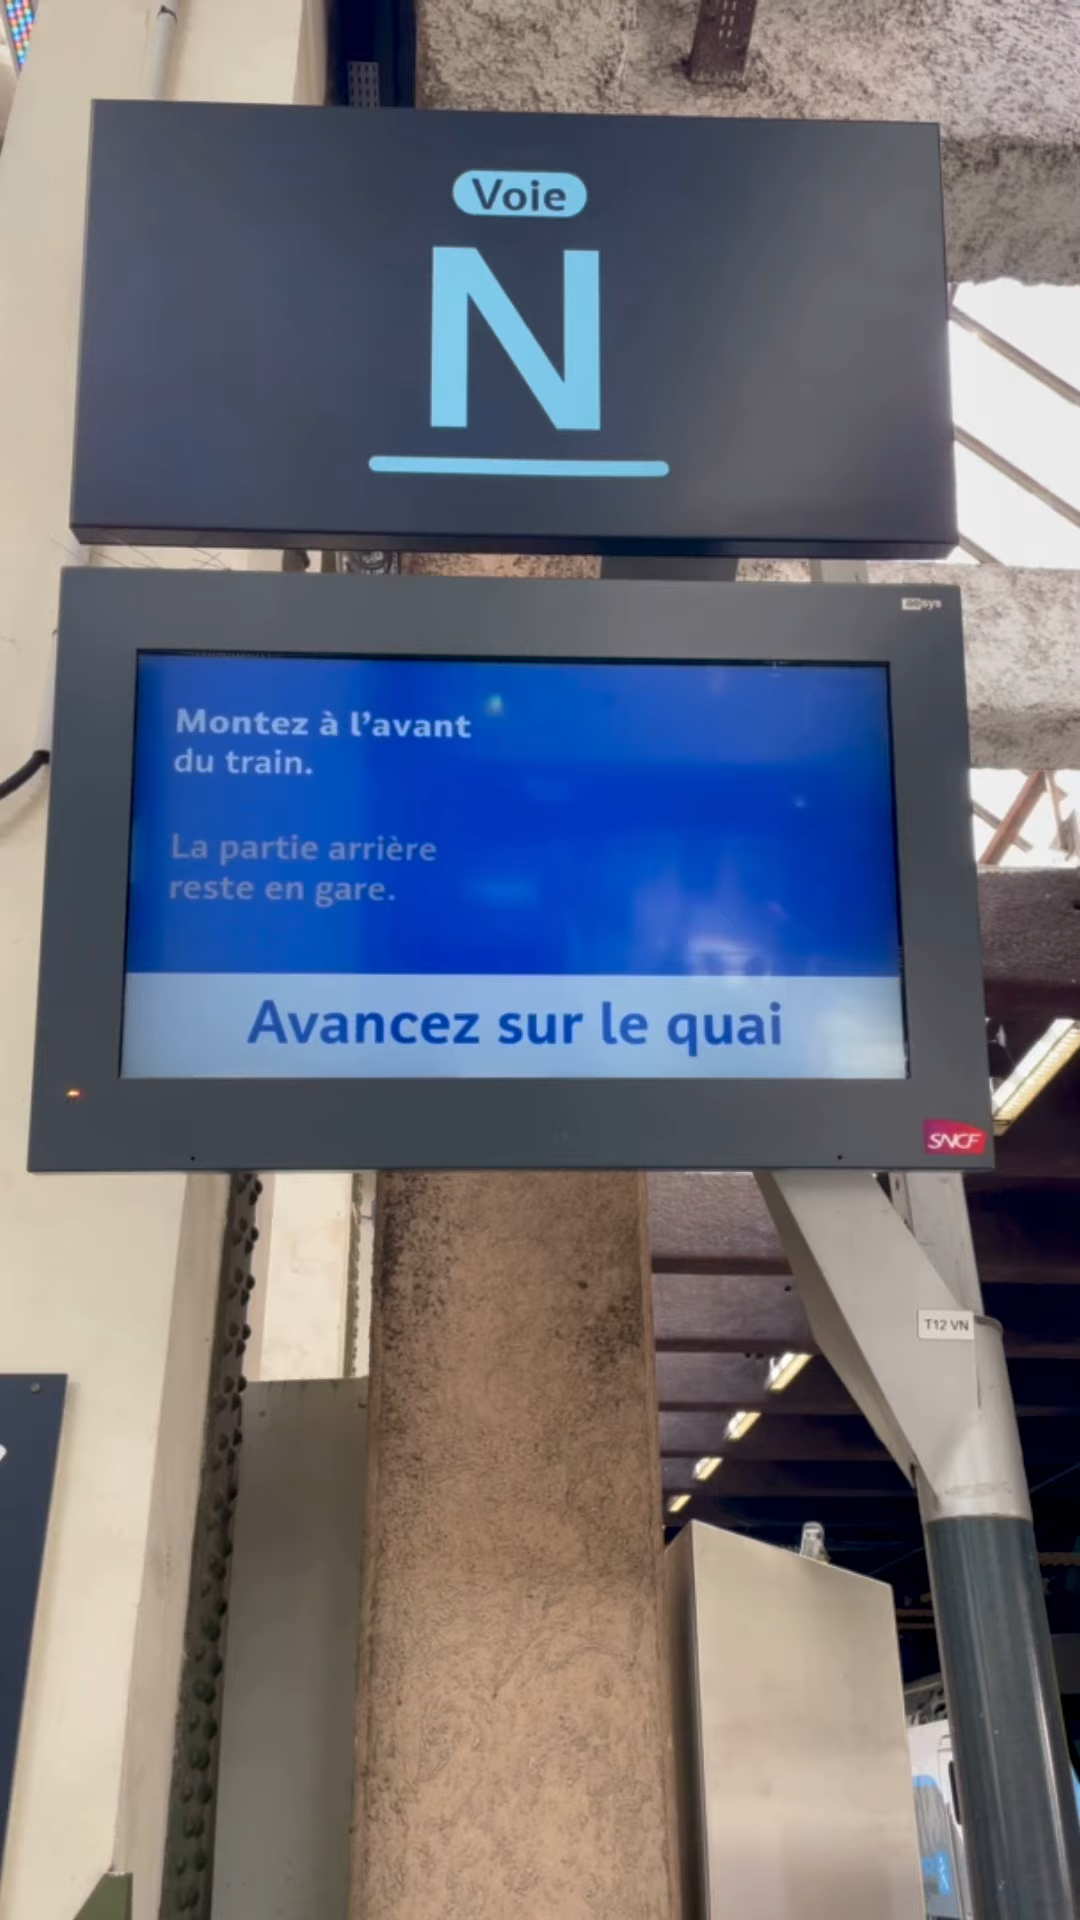 Voie
N
Montez à l'avant
du train.
La partie arrière
reste en gare.
Avancez sur le quai
SNCF
T12 VN